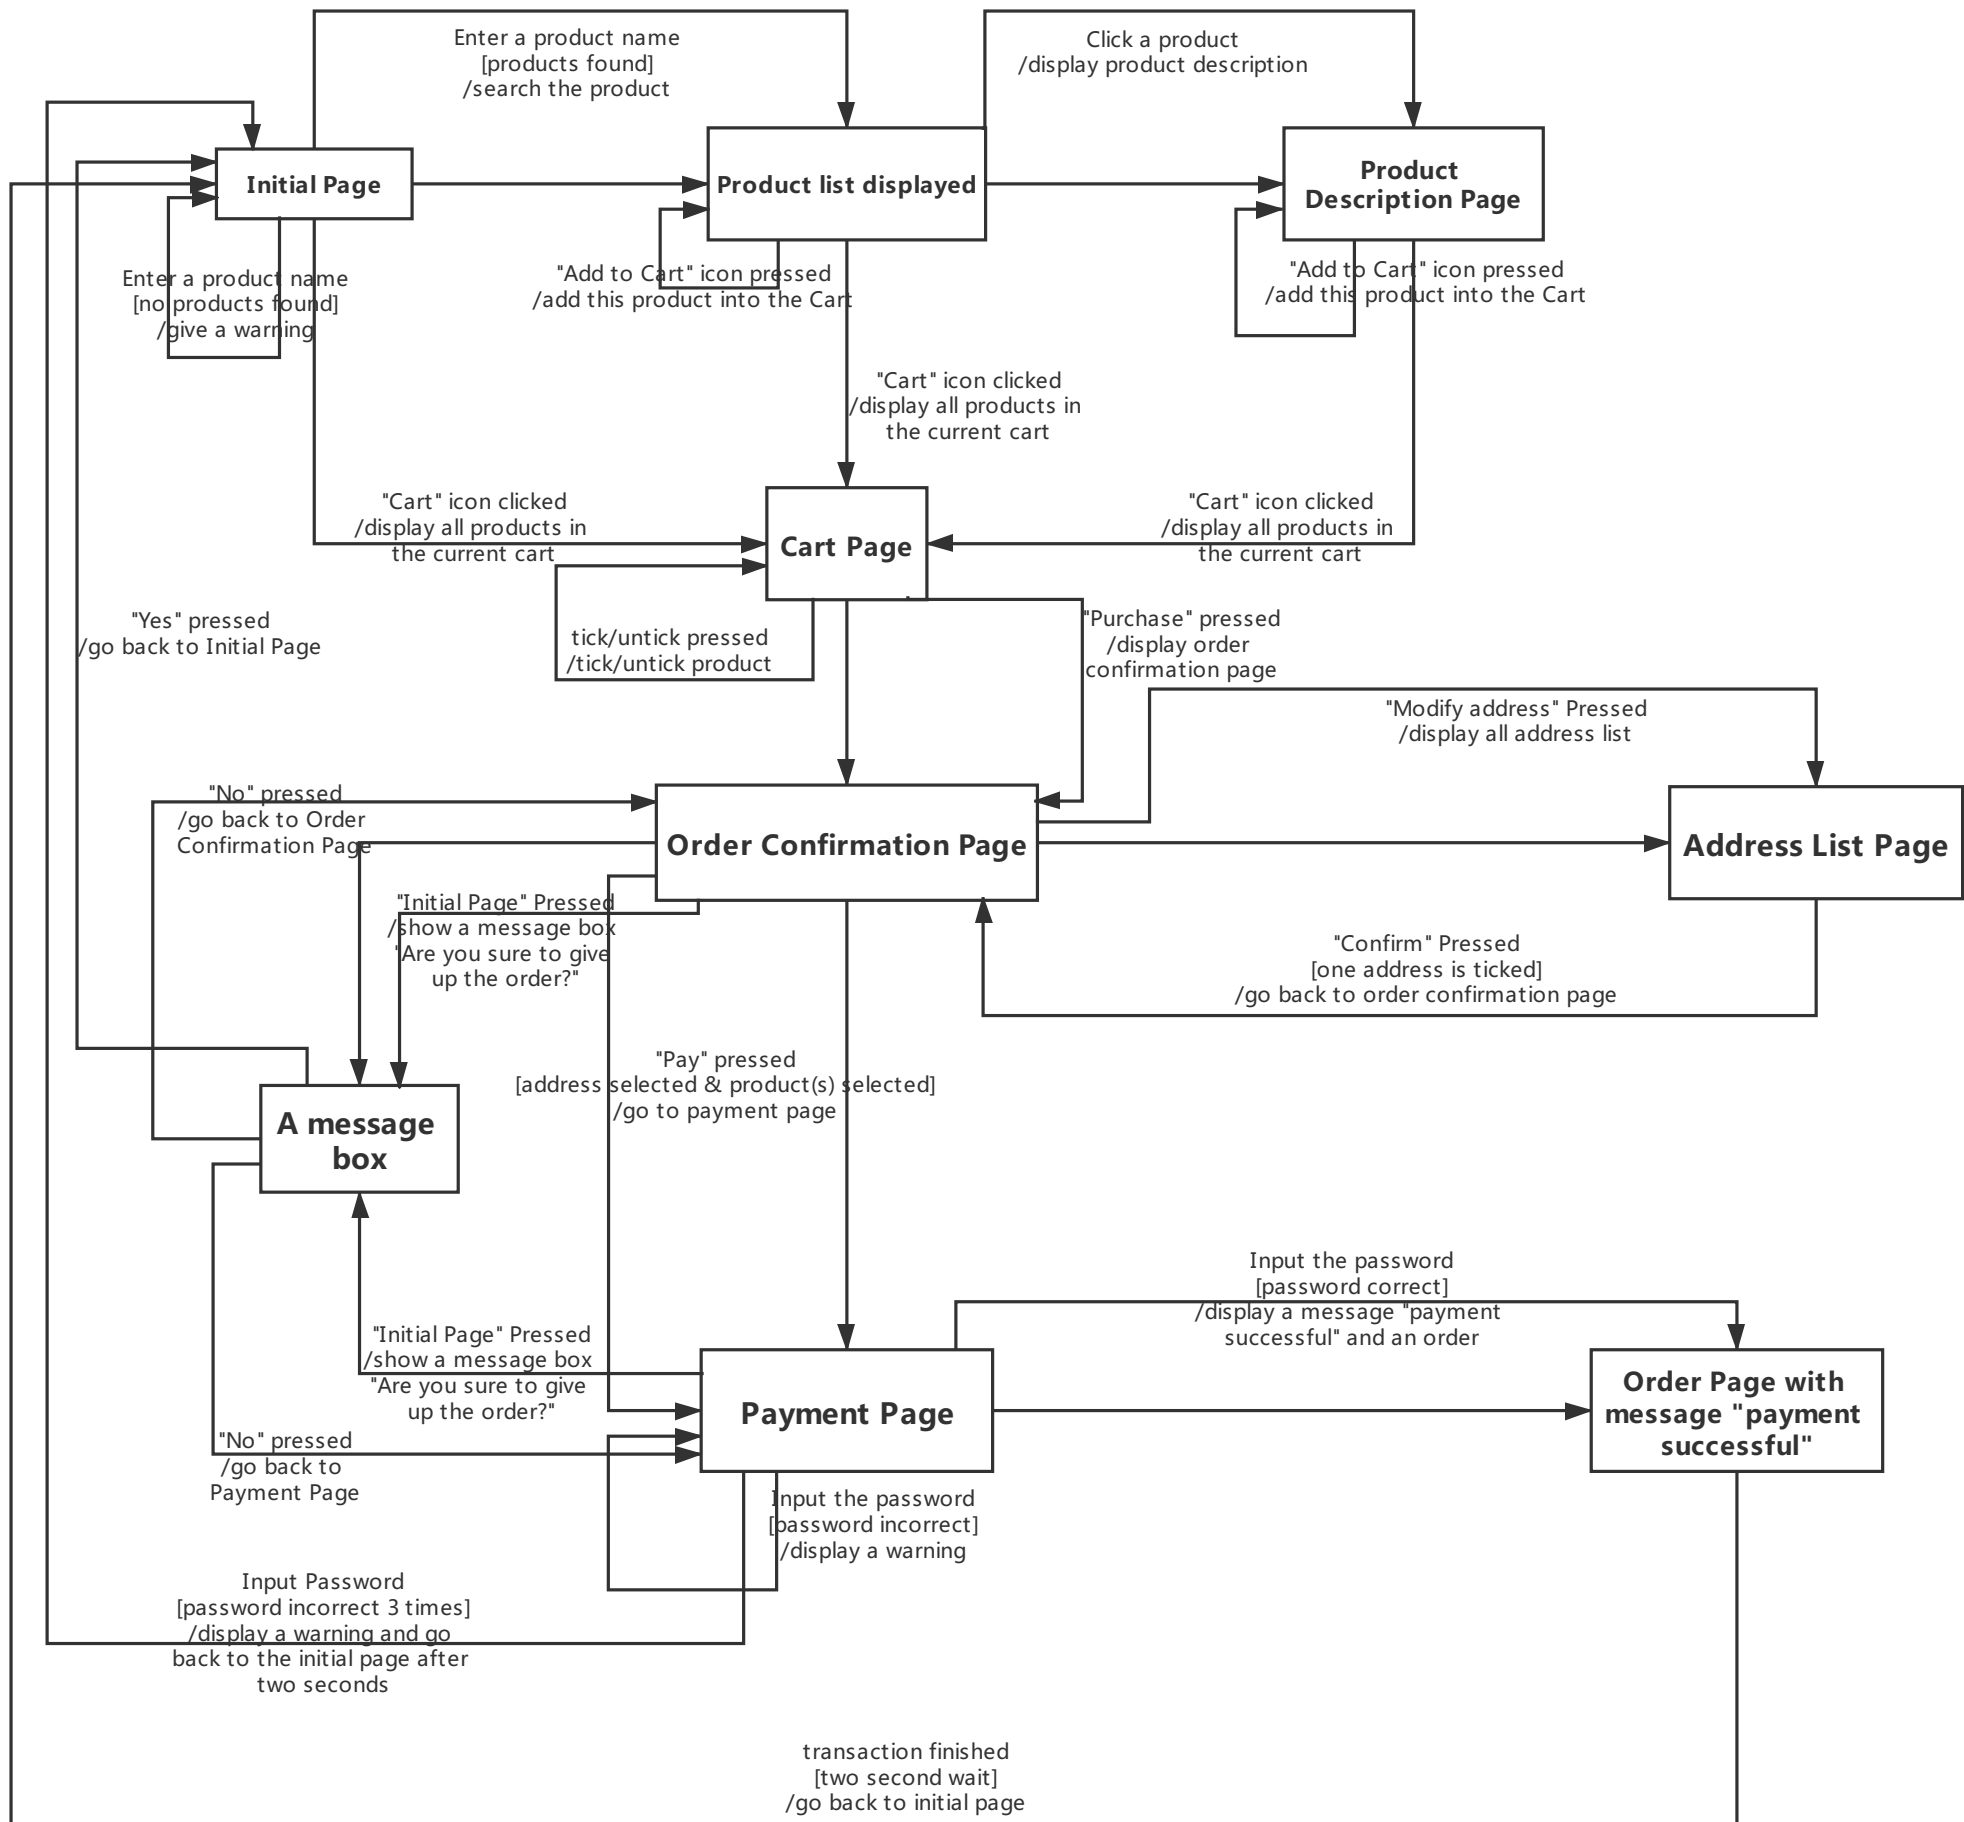 Enter a product name
[products found]
/search the product
Click a product
/display product description
Initial Page
Product list displayed
Product
Description Page
Enter a product name
[no products found]
/give a warning
"Add to Cart" icon pressed
/add this product into the Cart
"Add to Cart" icon pressed
/add this product into the Cart
"Cart" icon clicked
/display all products in
the current cart
"Cart" icon clicked
/display all products in
the current cart
"Cart" icon clicked
/display all products in
the current cart
Cart Page
"Yes" pressed
/go back to Initial Page
tick/untick pressed
/tick/untick product
"Purchase" pressed
/display order
confirmation page
"Modify address" Pressed
/display all address list
"No" pressed
/go back to Order
Confirmation Page
Order Confirmation Page
Address List Page
"Initial Page" Pressed
/show a message box
"Are you sure to give
up the order?"
"Confirm" Pressed
[one address is ticked]
/go back to order confirmation page
"Pay" pressed
[address selected & product(s) selected]
/go to payment page
A message
box
Input the password
[password correct]
/display a message "payment
successful" and an order
"Initial Page" Pressed
/show a message box
"Are you sure to give
up the order?"
Payment Page
Order Page with
message "payment
successful"
"No" pressed
/go back to
Payment Page
Input the password
[password incorrect]
/display a warning
Input Password
[password incorrect 3 times]
/display a warning and go
back to the initial page after
two seconds
transaction finished
[two second wait]
/go back to initial page